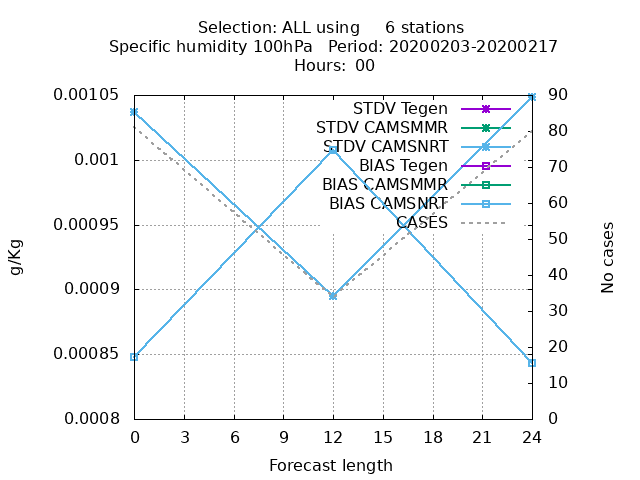 Selection: ALL using     6 stations
Specific humidity 100hPa   Period: 20200203-20200217
Hours:  00
0.00105
0.001
0.00095
0.0009
0.00085
0.0008
g/Kg
STDV Tegen
STDV CAMSMMR
STDV CAMSNRT
BIAS Tegen
BIAS CAMSMMR
BIAS CAMSNRT
CASES
90
80
70
60
50
40
30
20
10
0
No cases
0 3 6 9 12 15 18 21 24
Forecast length